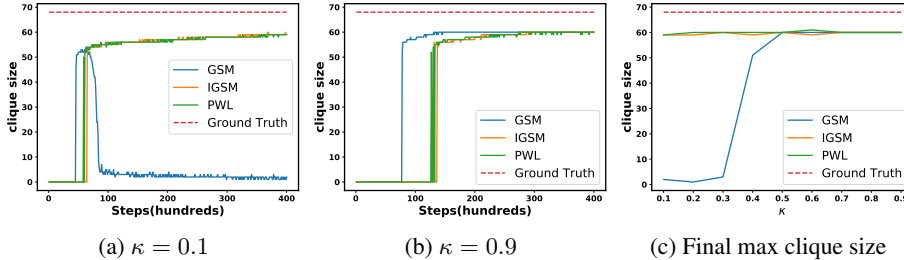 70
60
50
40
30
20
10
0
clique size
GSM
IGSM
PWL
Ground Truth
0 100 200 300 400
Steps(hundreds)
(a) κ = 0.1
70
60
50
40
30
20
10
0
clique size
GSM
IGSM
PWL
Ground Truth
0 100 200 300 400
Steps(hundreds)
(b) κ = 0.9
70
60
50
40
30
20
10
0
clique size
GSM
IGSM
PWL
Ground Truth
0.1 0.2 0.3 0.4 0.5 0.6 0.7 0.8 0.9
κ
(c) Final max clique size